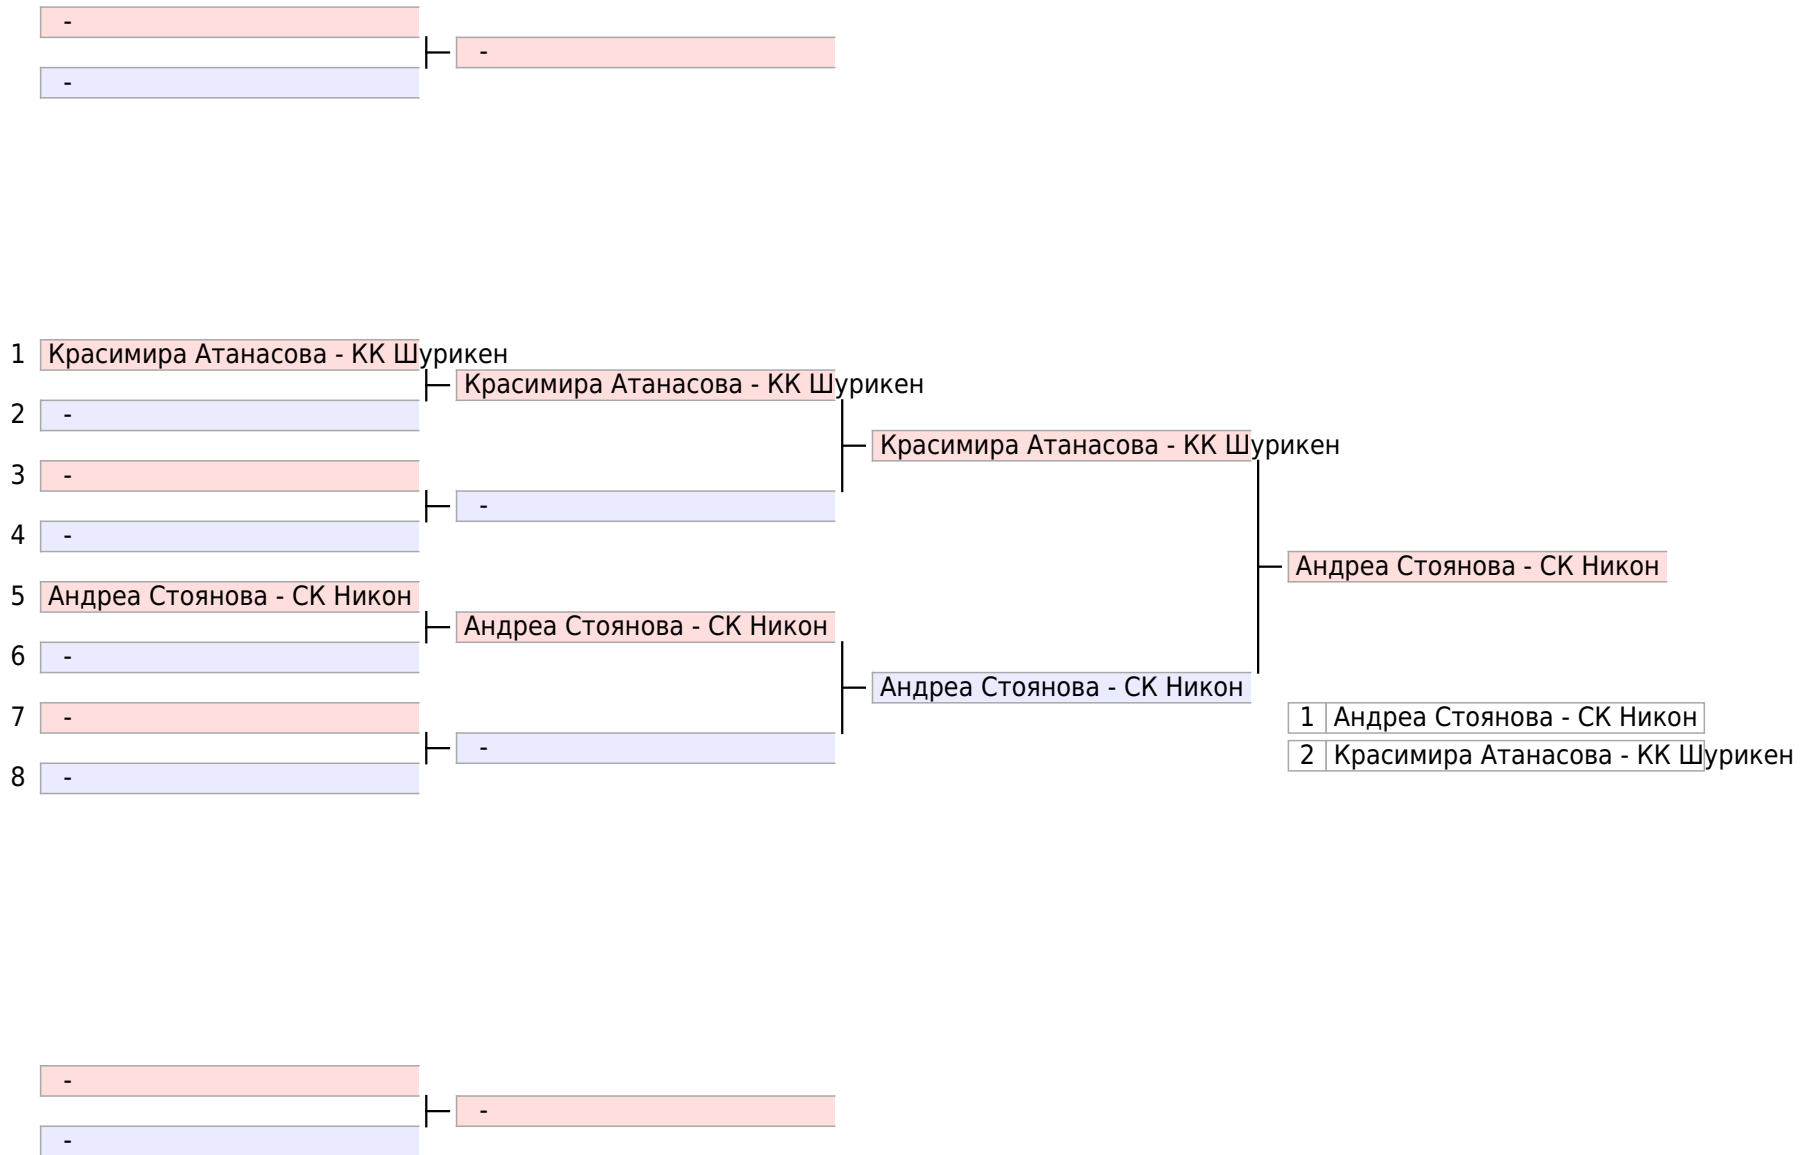 -
-
-
1 Красимира Атанасова - КК Шурикен
Красимира Атанасова - КК Шурикен
2 -
Красимира Атанасова - КК Шурикен
3 -
-
4 -
Андреа Стоянова - СК Никон
5 Андреа Стоянова - СК Никон
Андреа Стоянова - СК Никон
6 -
Андреа Стоянова - СК Никон
7 -
1 Андреа Стоянова - СК Никон
-
2 Красимира Атанасова - КК Шурикен
8 -
-
-
-